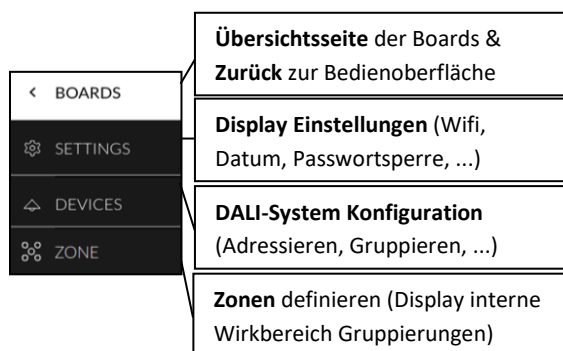 Übersichtsseite der Boards &
Zurück zur Bedienoberfläche
BOARDS
Display Einstellungen (Wifi,
Datum, Passwortsperre, ...)
SETTINGS
DALI-System Konfiguration
(Adressieren, Gruppieren, ...)
DEVICES
Zonen definieren (Display interne
Wirkbereich Gruppierungen)
ZONE